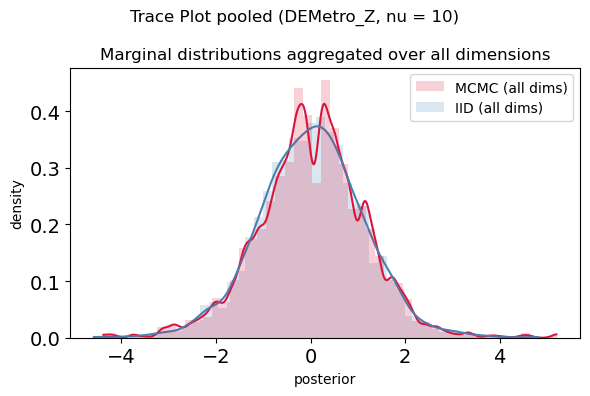 Trace Plot pooled (DEMetro_Z, nu = 10)
Marginal distributions aggregated over all dimensions
MCMC (all dims)
IID (all dims)
density
0.4
0.3
0.2
0.1
0.0
−4
−2
0
2
4
posterior